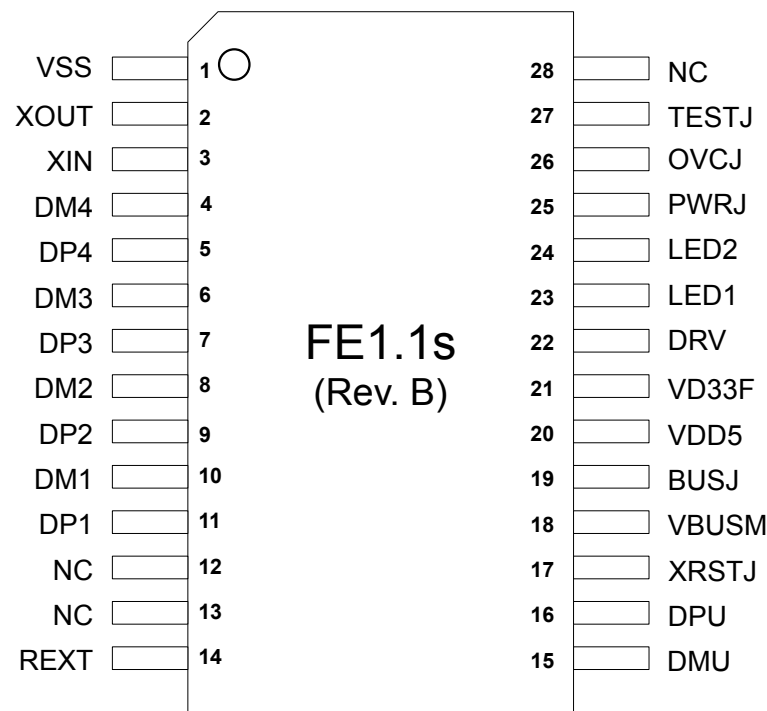 VSS 1 28 NC
XOUT 2 27 TESTJ
XIN 3 26 OVCJ
DM4 4 25 PWRJ
DP4 5 24 LED2
DM3 6 23 LED1
DP3 7 FE1.1s 22 DRV
DM2 8 (Rev. B) 21 VD33F
DP2 9 20 VDD5
DM1 10 19 BUSJ
DP1 11 18 VBUSM
NC 12 17 XRSTJ
NC 13 16 DPU
REXT 14 15 DMU